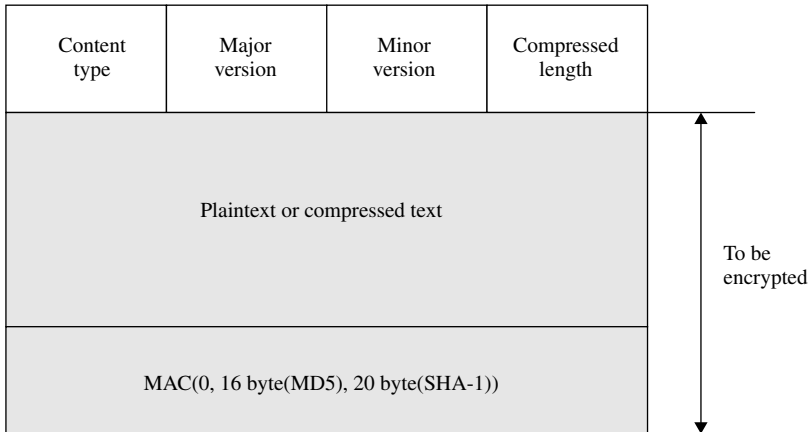 Content
type
Major
version
Minor
version
Compressed
length
Plaintext or compressed text
To be
encrypted
MAC(0, 16 byte(MD5), 20 byte(SHA-1))